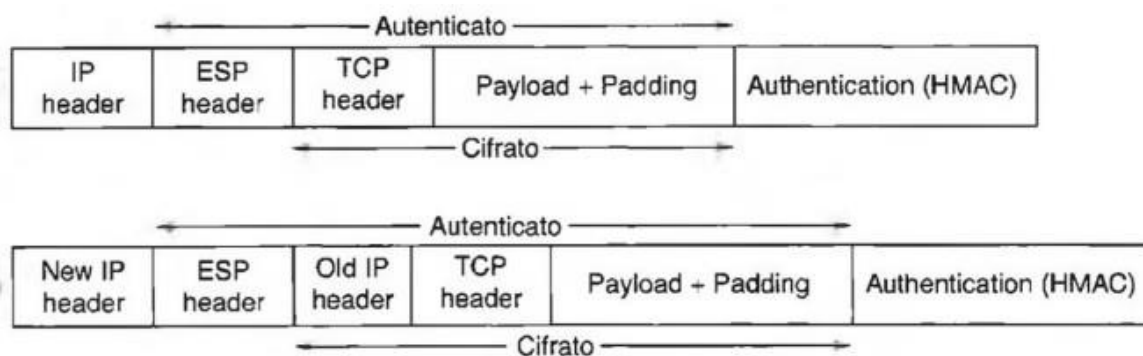 Autenticato
IP header
ESP header
TCP header
Payload + Padding
Authentication (HMAC)
Cifrato
Autenticato
New IP header
ESP header
Old IP header
TCP header
Payload + Padding
Authentication (HMAC)
Cifrato